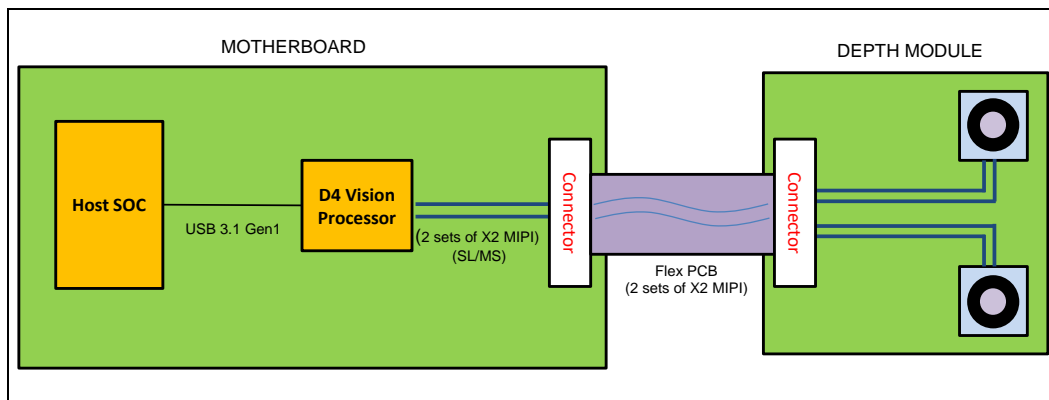 MOTHERBOARD
DEPTH MODULE
Host SOC
USB 3.1 Gen1
D4 Vision
Processor
(2 sets of X2 MIPI)
(SL/MS)
Connector
Flex PCB
(2 sets of X2 MIPI)
Connector